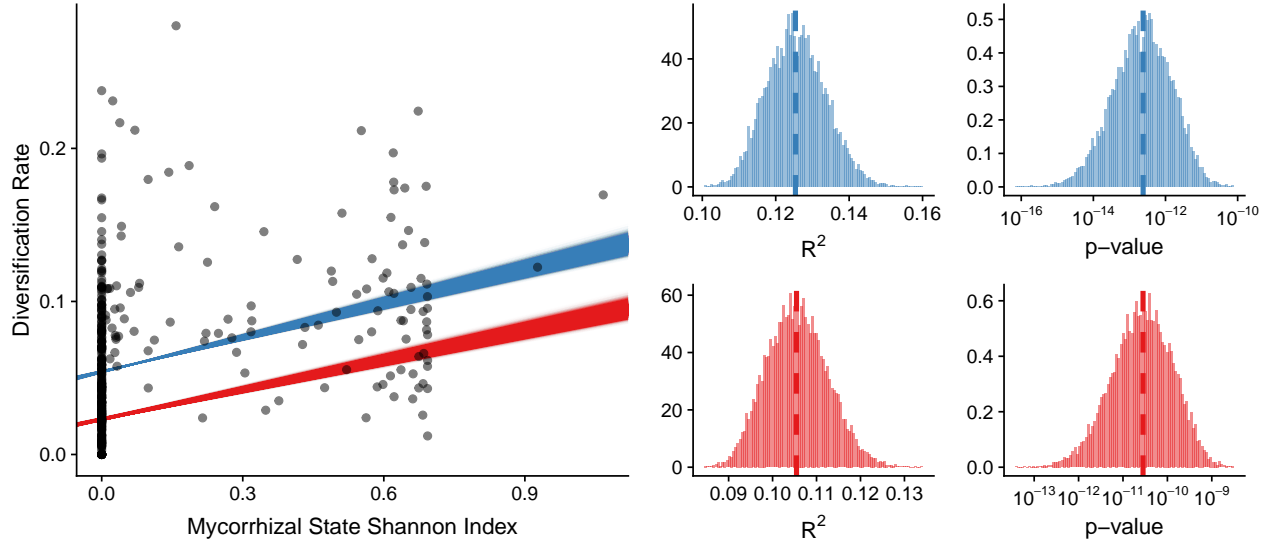 Diversification Rate
0.2
0.1
0.0
0.0 0.3 0.6 0.9
Mycorrhizal State Shannon Index
40
20
0
0.10 0.12 0.14 0.16
R²
0.5
0.4
0.3
0.2
0.1
0.0
10⁻¹⁶ 10⁻¹⁴ 10⁻¹² 10⁻¹⁰
p−value
60
40
20
0
0.09 0.10 0.11 0.12 0.13
R²
0.6
0.4
0.2
0.0
10⁻¹³ 10⁻¹² 10⁻¹¹ 10⁻¹⁰ 10⁻⁹
p−value